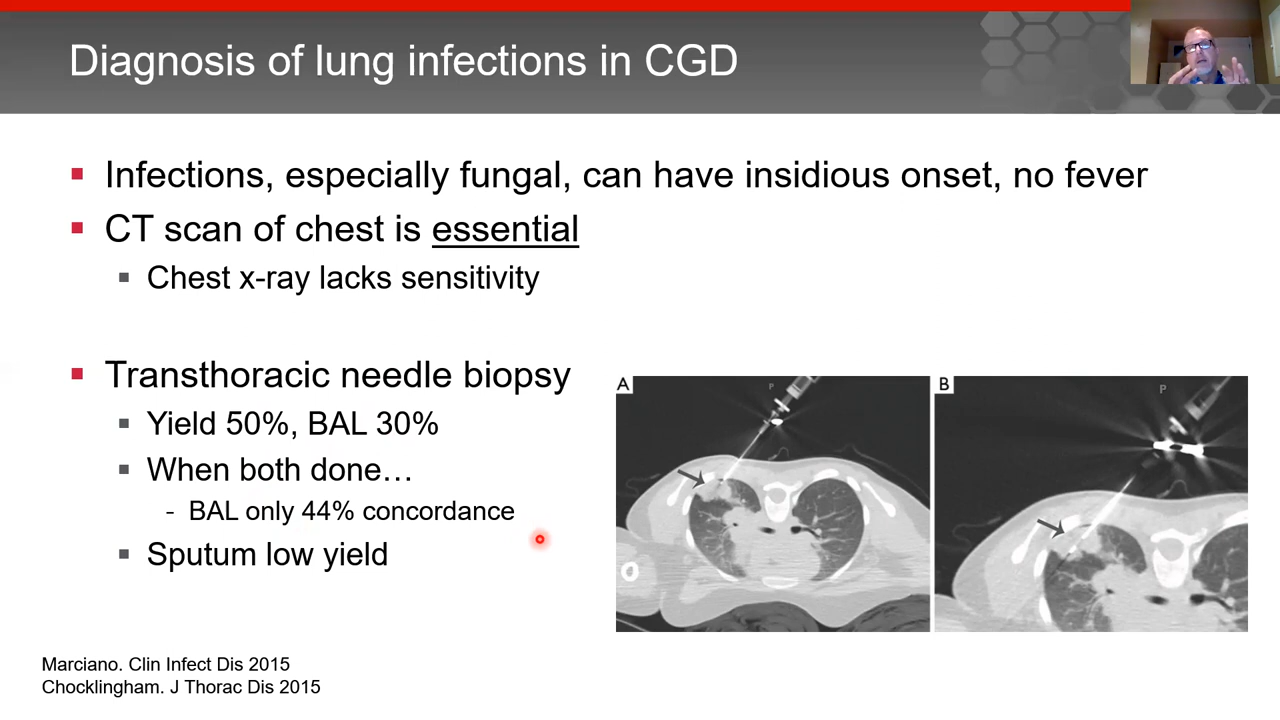 Diagnosis of lung infections in CGD
Infections, especially fungal, can have insidious onset, no fever
CT scan of chest is essential
Chest x-ray lacks sensitivity
Transthoracic needle biopsy
Yield 50%, BAL 30%
When both done…
- BAL only 44% concordance
Sputum low yield
A
P
B
P
O
Marciano. Clin Infect Dis 2015
Chocklingham. J Thorac Dis 2015